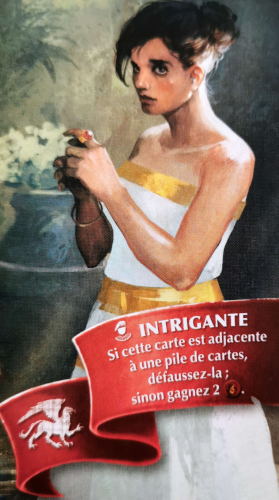 INTRIGANTE
Si cette carte est adjacente
à une pile de cartes,
défaussez-la ;
sinon gagnez 2 .